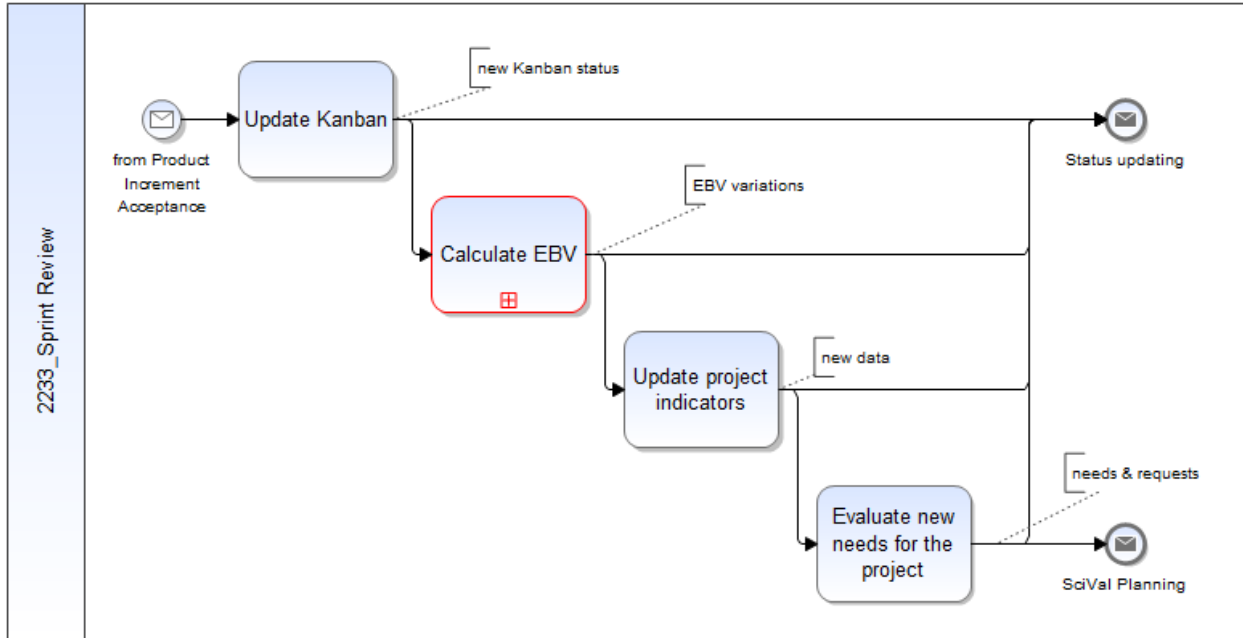 2233_Sprint Review
from Product
Increment
Acceptance
Update Kanban
new Kanban status
Status updating
Calculate EBV
EBV variations
Update project
indicators
new data
Evaluate new
needs for the
project
needs & requests
SciVal Planning